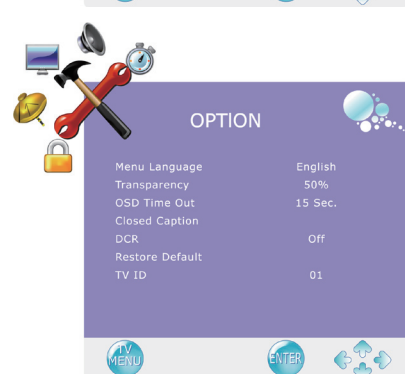 OPTION
Menu Language English
Transparency 50%
OSD Time Out 15 Sec.
Closed Caption
DCR Off
Restore Default
TV ID 01
TV
MENU
ENTER